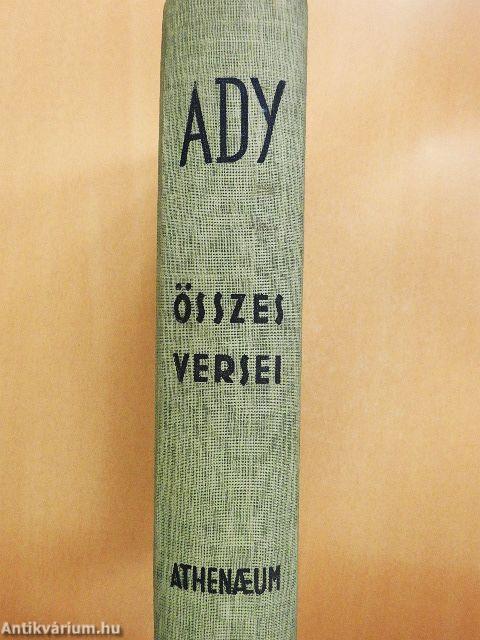 ADY
ÖSSZES
VERSEI
ATHENÆUM
Antikvárium.hu